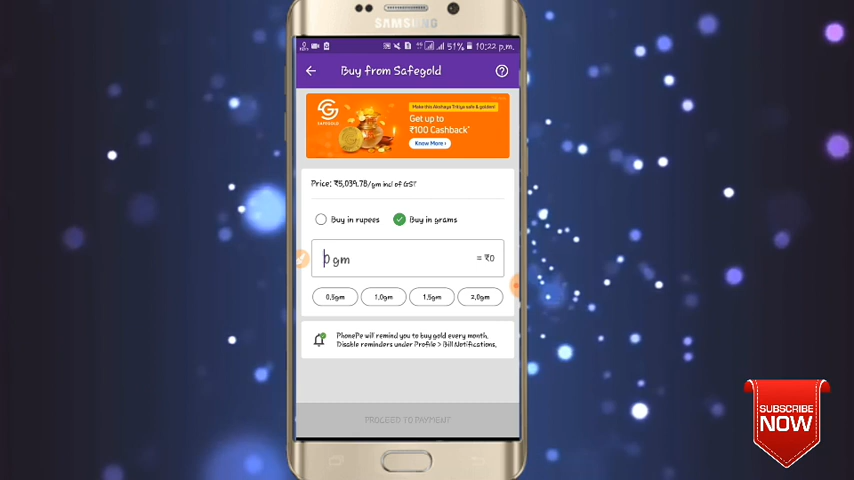 SAMSUNG
51% 10:22 p.m.
Buy from Safegold
SAFEGOLD
Make this Akshaya Tritiya safe & golden!
Get up to
₹100 Cashback*
Know More ›
Price: ₹5,039.78/gm incl of GST
Buy in rupees Buy in grams
0 gm = ₹0
0.5gm 1.0gm 1.5gm 2.0gm
PhonePe will remind you to buy gold every month.
Disable reminders under Profile > Bill Notifications.
PROCEED TO PAYMENT
SUBSCRIBE
NOW